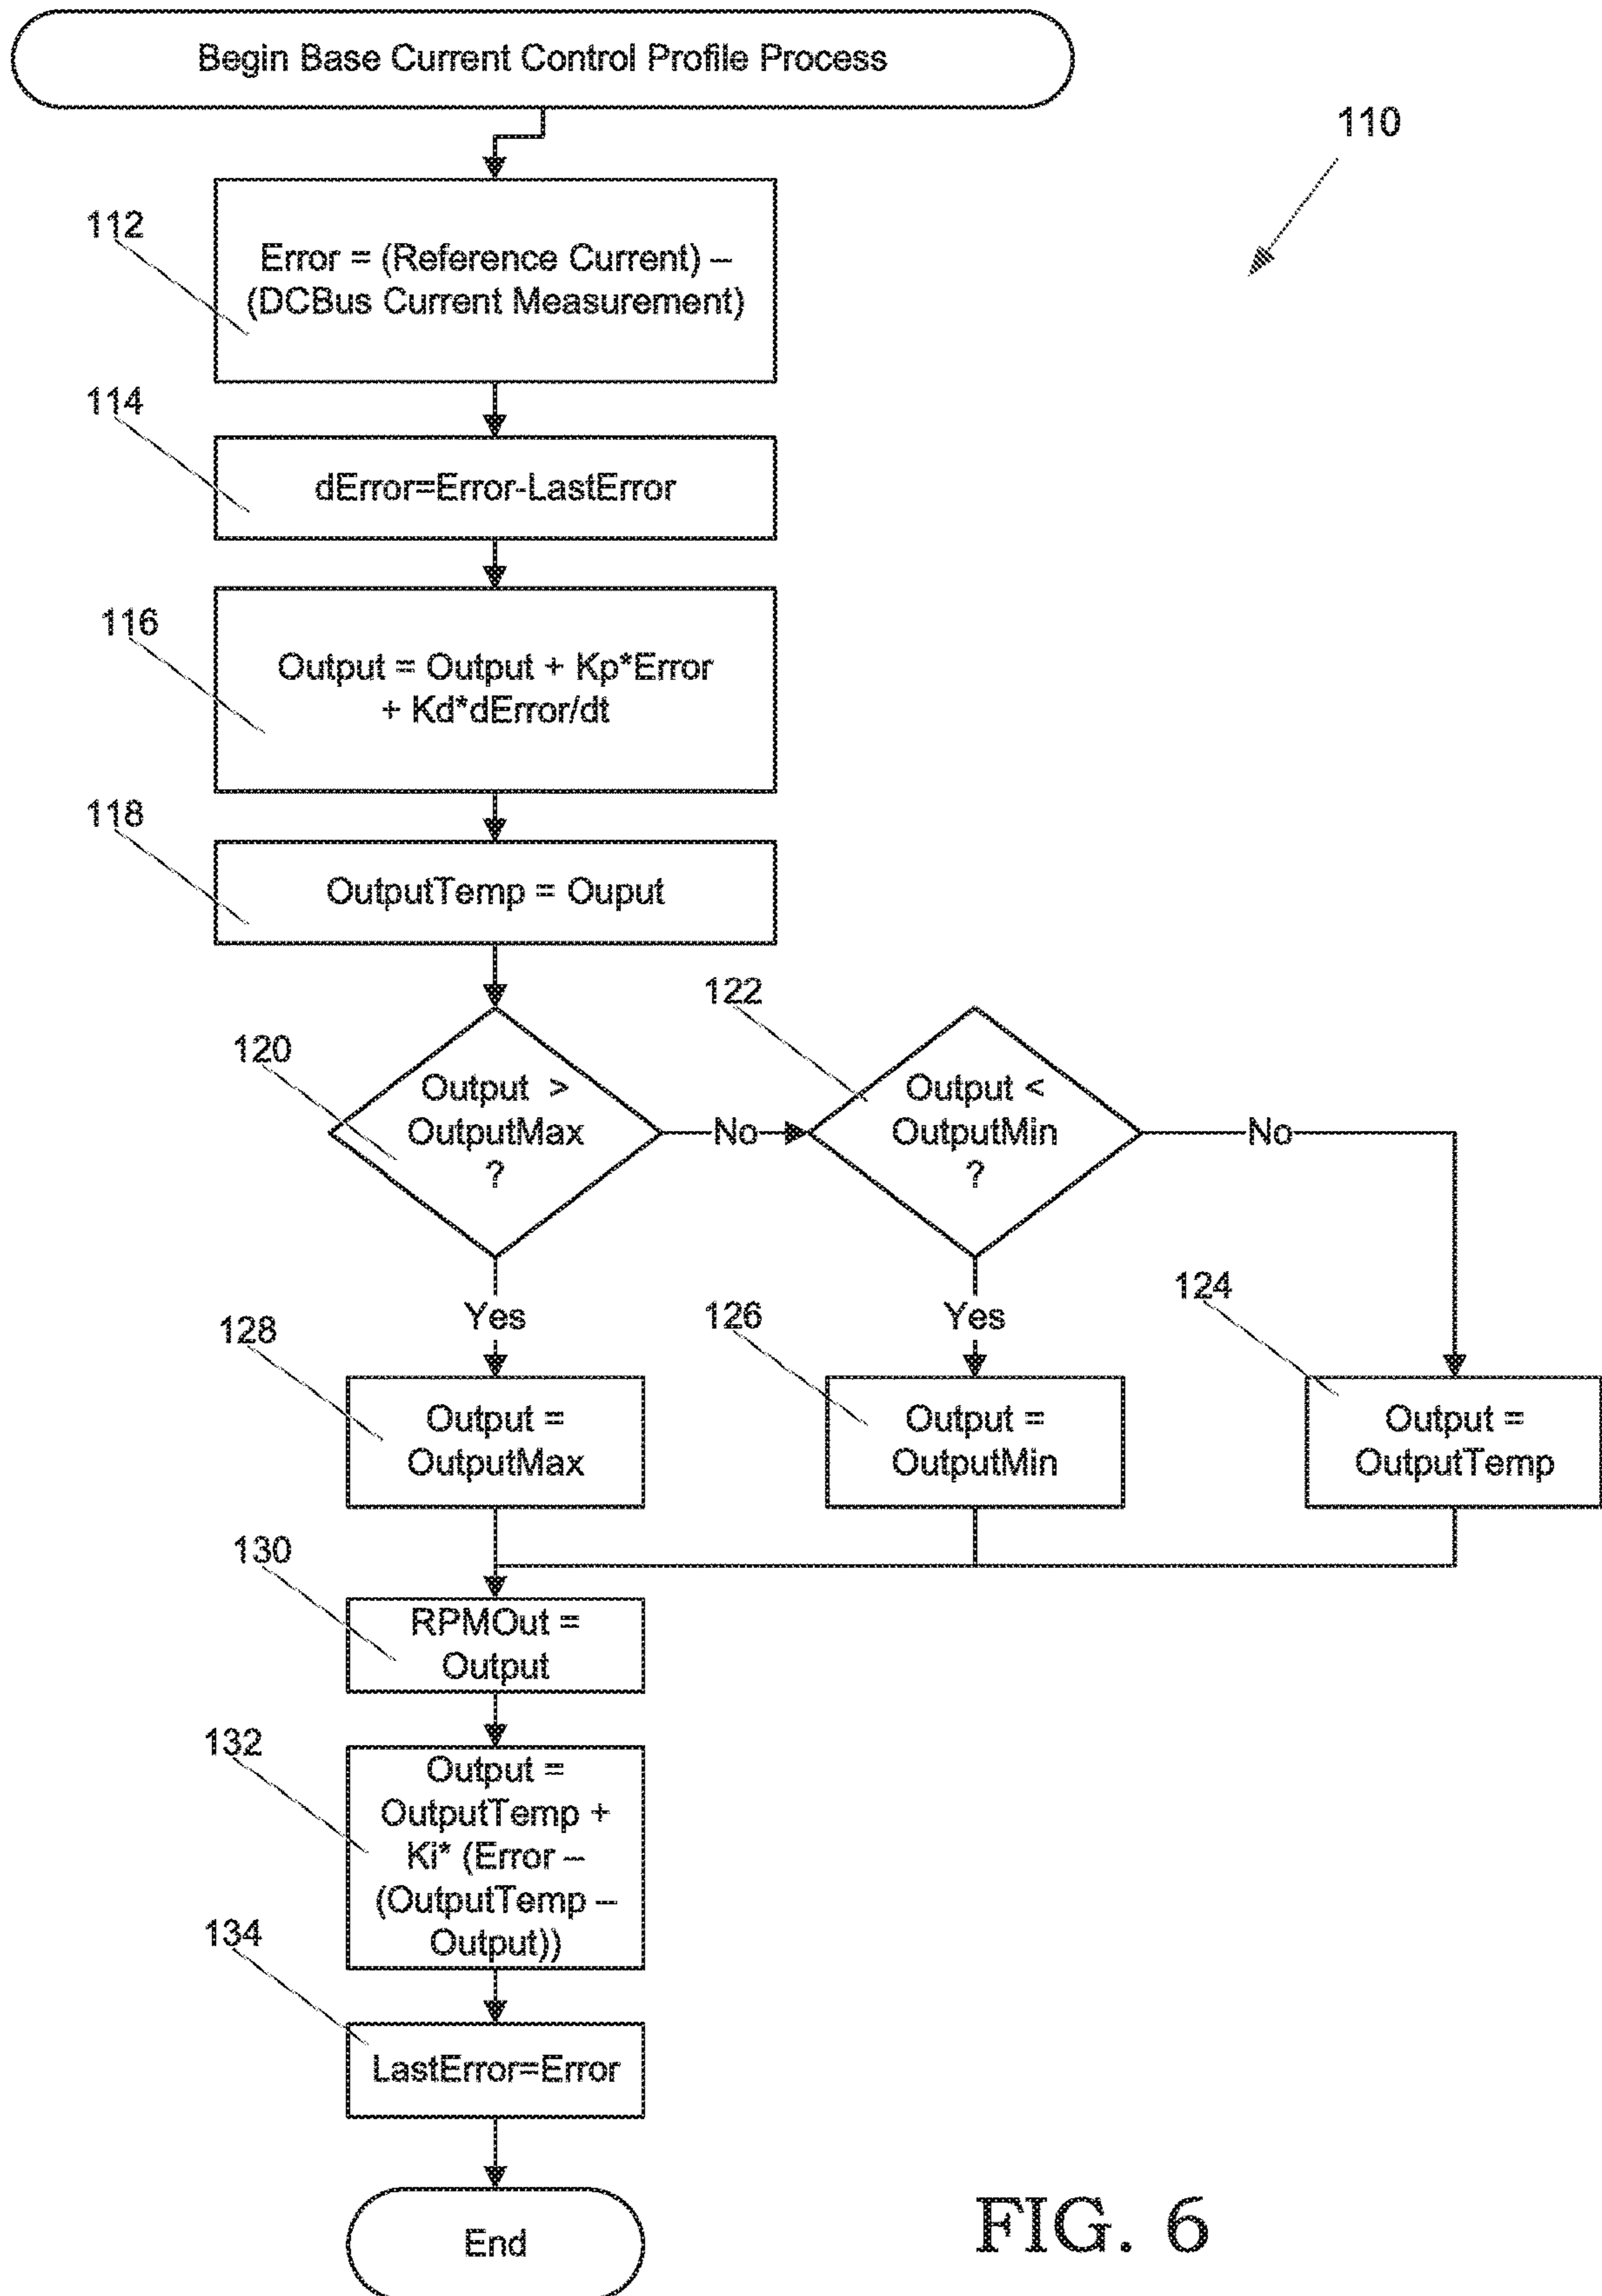 Begin Base Current Control Profile Process
110
112
Error = (Reference Current) –
(DCBus Current Measurement)
114
dError=Error-LastError
116
Output = Output + Kp*Error
+ Kd*dError/dt
118
OutputTemp = Ouput
120
Output >
OutputMax
?
No
122
Output <
OutputMin
?
No
Yes
Yes
128
Output =
OutputMax
126
Output =
OutputMin
124
Output =
OutputTemp
130
RPMOut =
Output
132
Output =
OutputTemp +
Ki* (Error –
(OutputTemp –
Output))
134
LastError=Error
End
FIG. 6